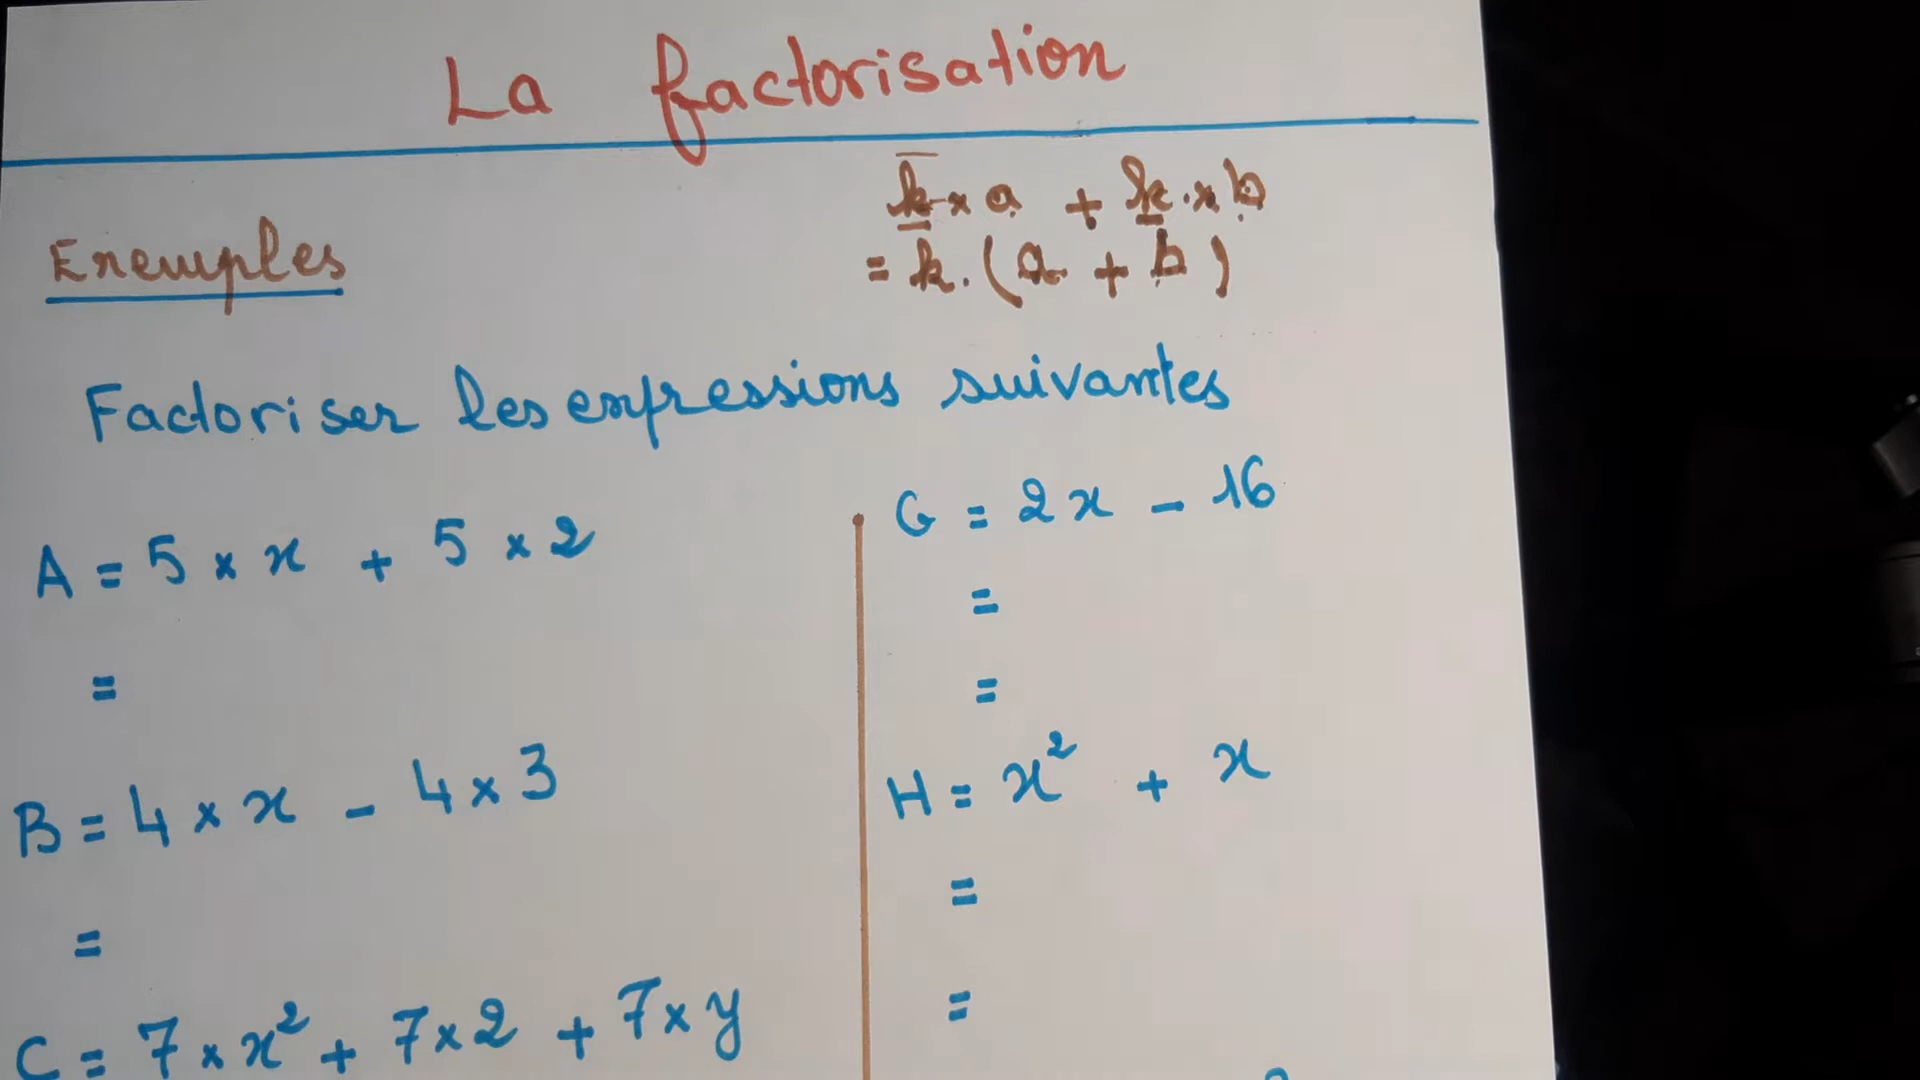 La factorisation
k × a + k . × b
= k . ( a + b )
Exemples
Factoriser les expressions suivantes
A = 5 × x + 5 × 2
=
B = 4 × x - 4 × 3
=
C = 7 × x² + 7 × 2 + 7 × y
G = 2x - 16
=
=
H = x² + x
=
=